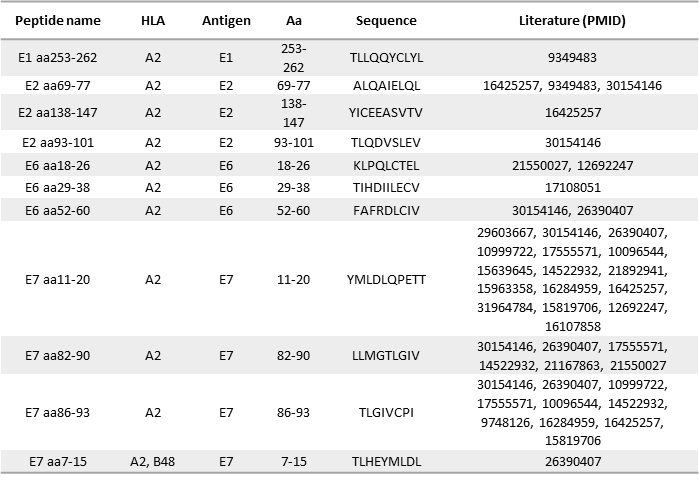 Peptide name HLA Antigen Aa Sequence Literature (PMID)
E1 aa253-262 A2 E1 253-262 TLLQQYCLYL 9349483
E2 aa69-77 A2 E2 69-77 ALQAIELQL 16425257, 9349483, 30154146
E2 aa138-147 A2 E2 138-147 YICEEASVTV 16425257
E2 aa93-101 A2 E2 93-101 TLQDVSLEV 30154146
E6 aa18-26 A2 E6 18-26 KLPQLCTEL 21550027, 12692247
E6 aa29-38 A2 E6 29-38 TIHDIILECV 17108051
E6 aa52-60 A2 E6 52-60 FAFRDLCIV 30154146, 26390407
E7 aa11-20 A2 E7 11-20 YMLDLQPETT
29603667, 30154146, 26390407,
10999722, 17555571, 10096544,
15639645, 14522932, 21892941,
15963358, 16284959, 16425257,
31964784, 15819706, 12692247,
16107858
E7 aa82-90 A2 E7 82-90 LLMGTLGIV
30154146, 26390407, 17555571,
14522932, 21167863, 21550027
E7 aa86-93 A2 E7 86-93 TLGIVCPI
30154146, 26390407, 10999722,
17555571, 10096544, 14522932,
9748126, 16284959, 16425257,
15819706
E7 aa7-15 A2, B48 E7 7-15 TLHEYMLDL 26390407